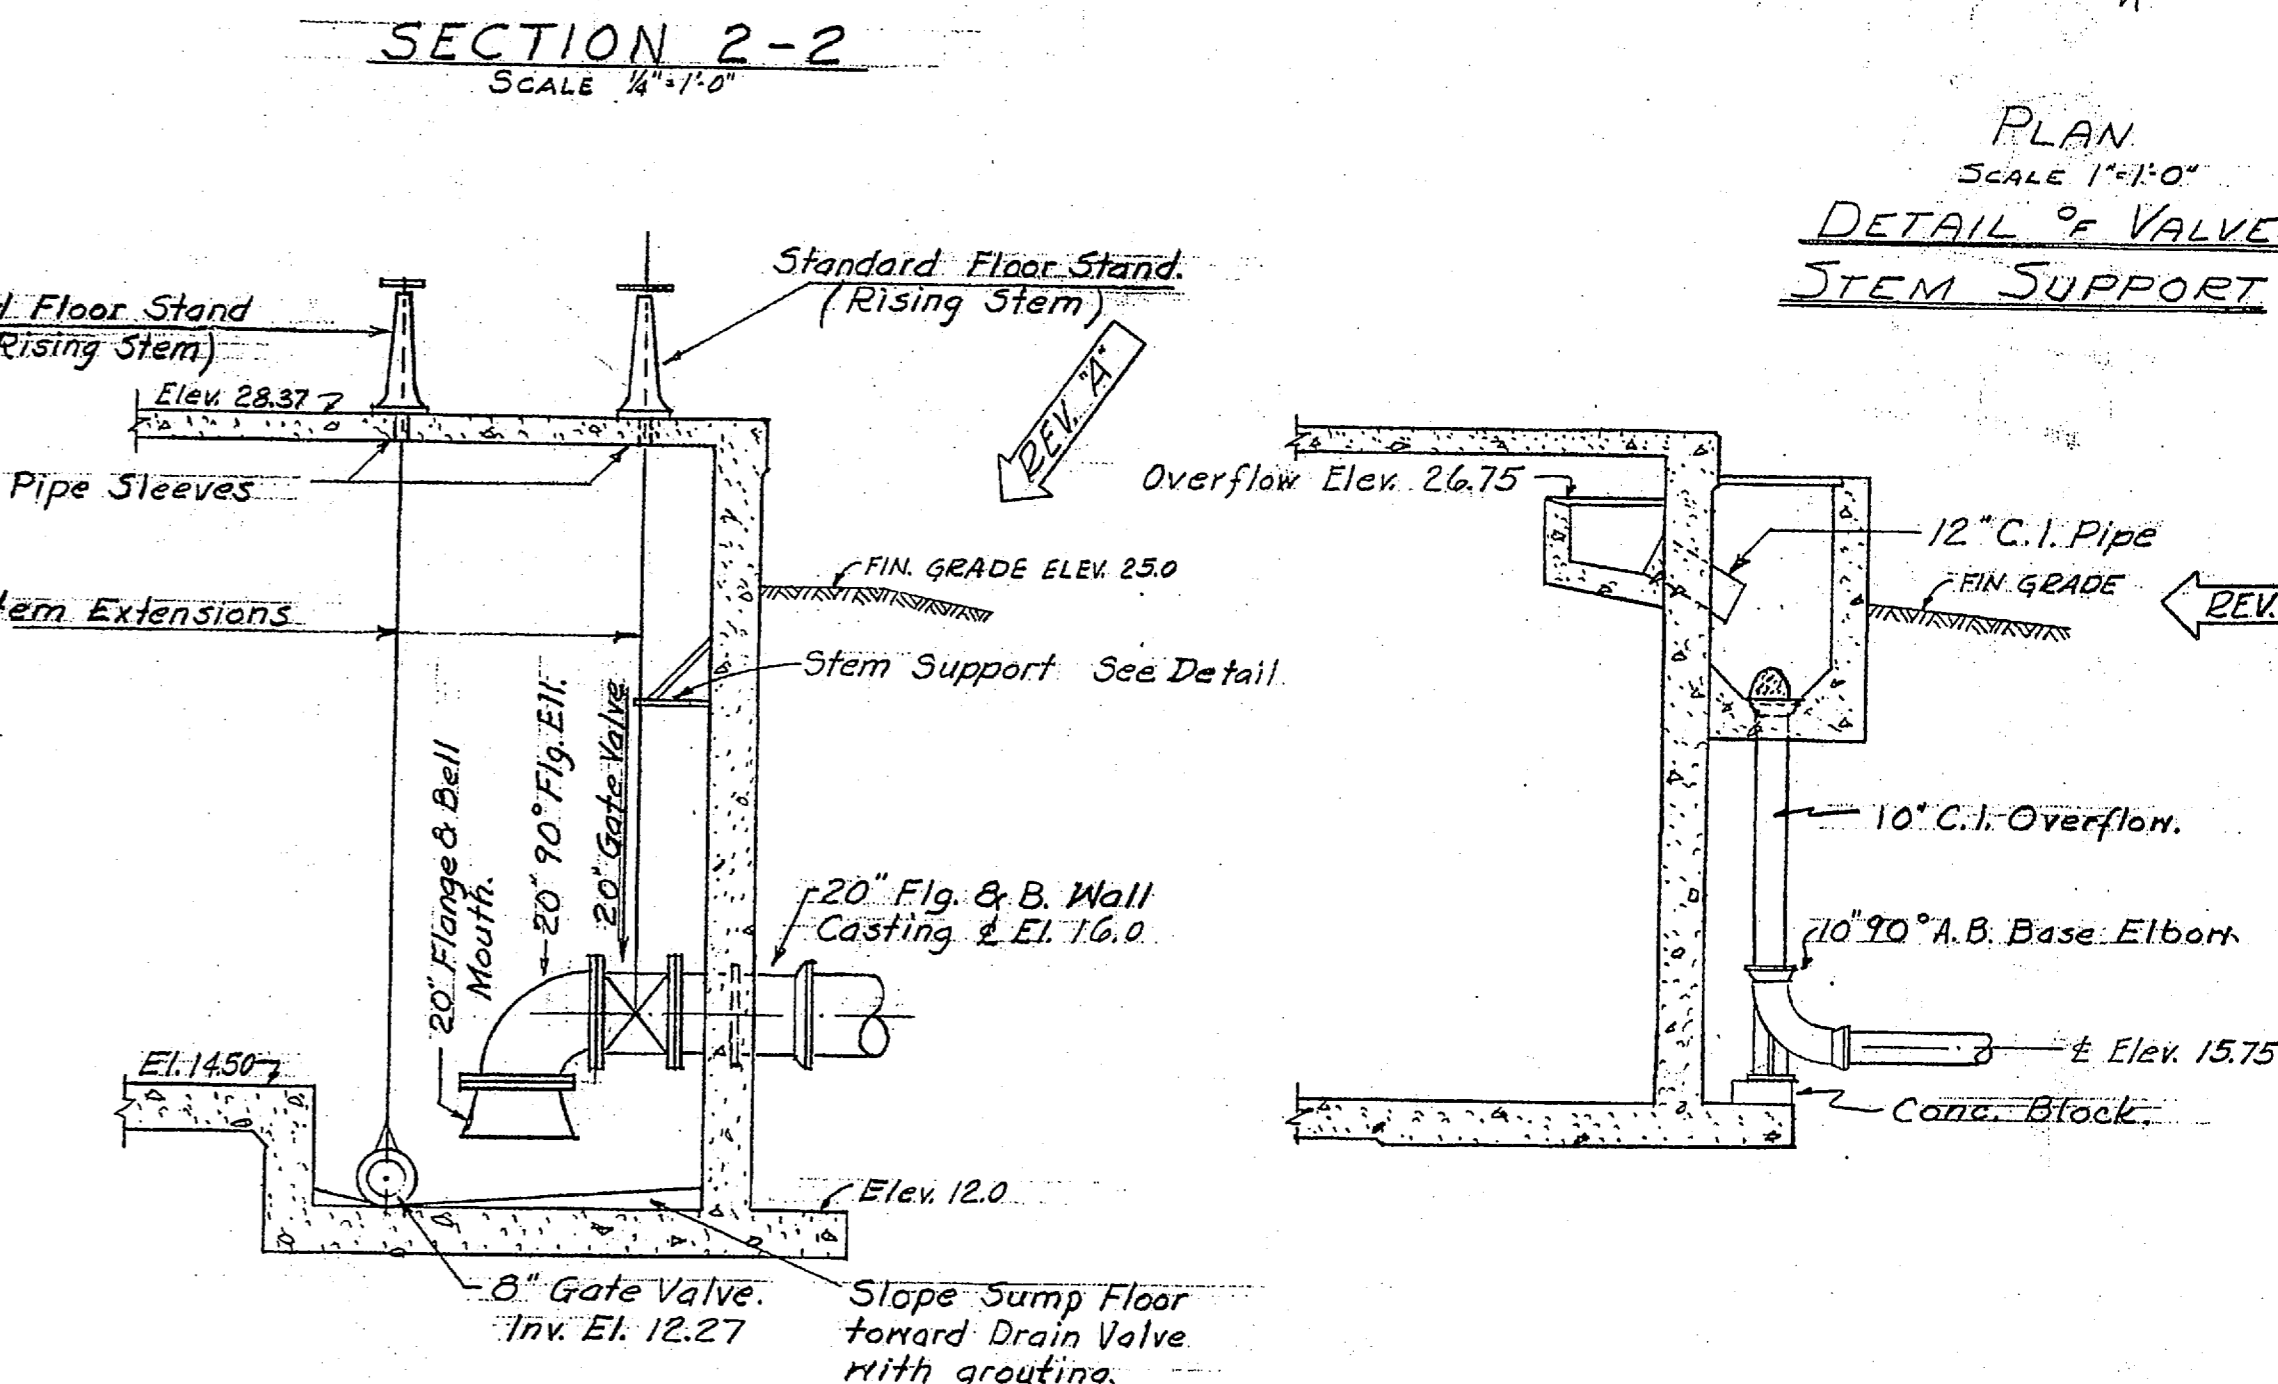 SECTION 2-2
SCALE 1/4"=1'-0"
PLAN
SCALE 1"=1'-0"
DETAIL OF VALVE
STEM SUPPORT
Standard Floor Stand.
(Rising Stem)
Floor Stand
Rising Stem)
REV. "A"
Elev. 28.37
Pipe Sleeves
Overflow Elev. 26.75
12" C.I. Pipe
FIN. GRADE ELEV. 25.0
FIN GRADE
REV.
Extensions
Stem Support See Detail
20" Flange & Bell
Mouth.
20" 90° Flg. Ell.
20" Gate Valve
10" C.I. Overflow.
20" Flg. & B. Wall
Casting ℄ El. 16.0
10" 90° A.B. Base Elbow
℄ Elev. 15.75
El. 14.50
Conc. Block.
Elev. 12.0
8" Gate Valve.
Inv. El. 12.27
Slope Sump Floor
toward Drain Valve
with grouting.